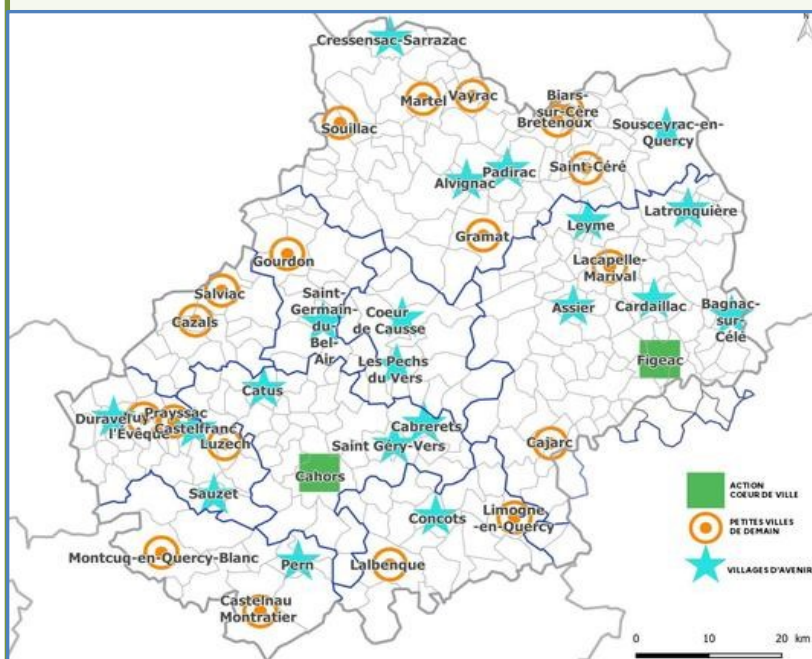 Cressensac-Sarrazac
Martel
Vayrac
Biars-
sur-Cère
Bretenoux
Souillac
Sousceyrac-en-
Quercy
Saint-Céré
Padirac
Alvignac
Latronquière
Leyme
Gramat
Gourdon
Lacapelle-
Marival
Salviac
Saint-
Germain-
du-
Bel-
Air
Coeur
de Causse
Assier
Cardaillac
Bagnac-
sur-
Célé
Cazals
Les Pechs
du Vers
Figeac
Catus
Duravel
Prayssac
l'Évêque
Castelfranc
Luzech
Cabrerets
Saint Géry-Vers
Cajarc
Cahors
Sauzet
Concots
Limogne
-en-Quercy
Montcuq-en-Quercy-Blanc
Pern
Lalbenque
Castelnau
Montratier
ACTION
COEUR DE VILLE
PETITES VILLES
DE DEMAIN
VILLAGES D'AVENIR
0 10 20 km